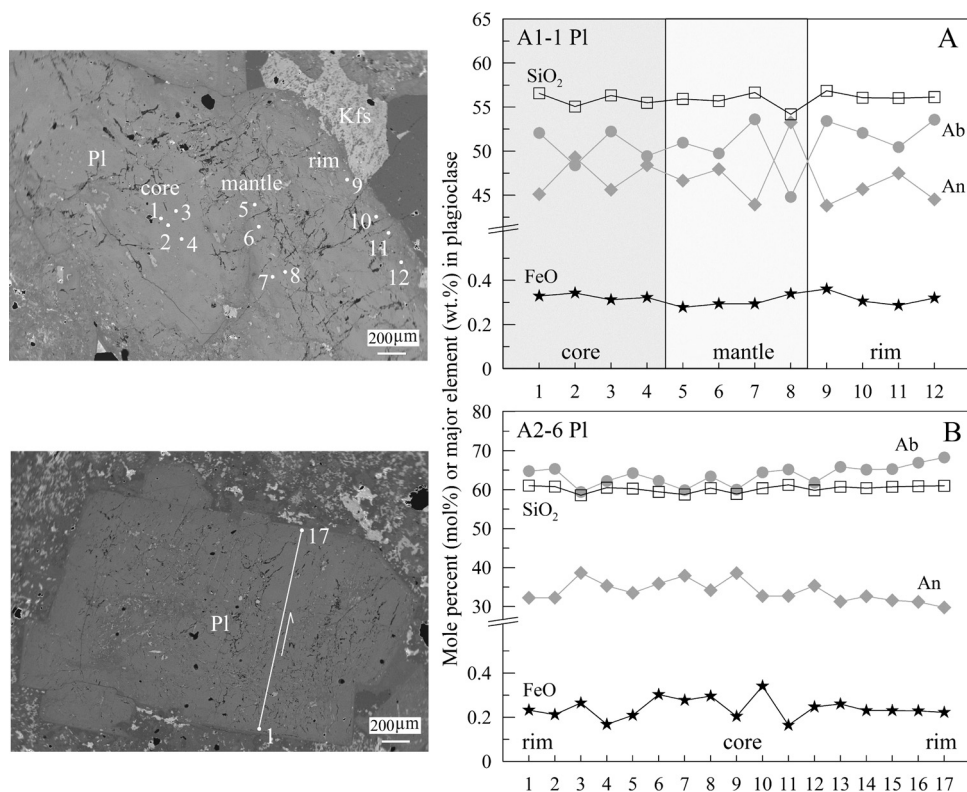 Kfs
Pl
rim
9
core
mantle
1
3
5
10
2
4
6
11
7
8
12
200μm
A1-1 Pl
A
SiO2
Ab
An
FeO
core
mantle
rim
65
60
55
50
45
0.4
0.2
0
1 2 3 4 5 6 7 8 9 10 11 12
Mole percent (mol%) or major element (wt.%) in plagioclase
17
Pl
1
200μm
A2-6 Pl
B
Ab
SiO2
An
FeO
rim
core
rim
80
70
60
50
40
30
0.4
0.2
0
1 2 3 4 5 6 7 8 9 10 11 12 13 14 15 16 17